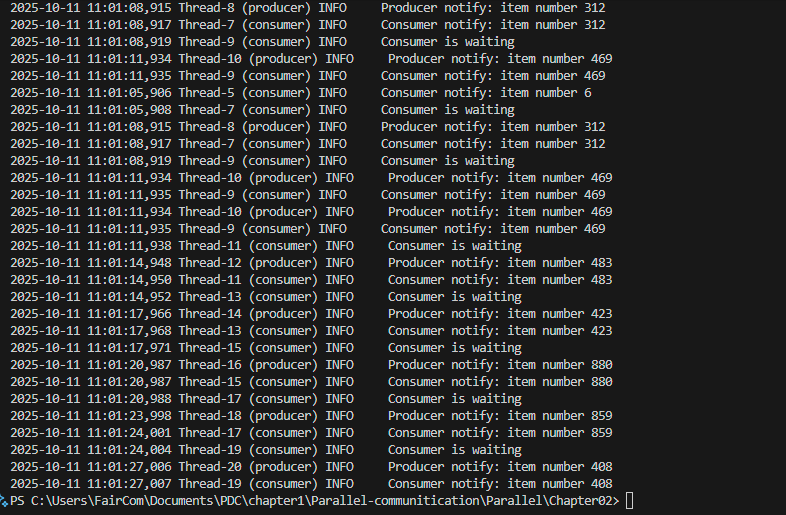 2025-10-11 11:01:08,915 Thread-8 (producer) INFO     Producer notify: item number 312
2025-10-11 11:01:08,917 Thread-7 (consumer) INFO     Consumer notify: item number 312
2025-10-11 11:01:08,919 Thread-9 (consumer) INFO     Consumer is waiting
2025-10-11 11:01:11,934 Thread-10 (producer) INFO     Producer notify: item number 469
2025-10-11 11:01:11,935 Thread-9 (consumer) INFO     Consumer notify: item number 469
2025-10-11 11:01:05,906 Thread-5 (consumer) INFO     Consumer notify: item number 6
2025-10-11 11:01:05,908 Thread-7 (consumer) INFO     Consumer is waiting
2025-10-11 11:01:08,915 Thread-8 (producer) INFO     Producer notify: item number 312
2025-10-11 11:01:08,917 Thread-7 (consumer) INFO     Consumer notify: item number 312
2025-10-11 11:01:08,919 Thread-9 (consumer) INFO     Consumer is waiting
2025-10-11 11:01:11,934 Thread-10 (producer) INFO     Producer notify: item number 469
2025-10-11 11:01:11,935 Thread-9 (consumer) INFO     Consumer notify: item number 469
2025-10-11 11:01:11,934 Thread-10 (producer) INFO     Producer notify: item number 469
2025-10-11 11:01:11,935 Thread-9 (consumer) INFO     Consumer notify: item number 469
2025-10-11 11:01:11,938 Thread-11 (consumer) INFO     Consumer is waiting
2025-10-11 11:01:14,948 Thread-12 (producer) INFO     Producer notify: item number 483
2025-10-11 11:01:14,950 Thread-11 (consumer) INFO     Consumer notify: item number 483
2025-10-11 11:01:14,952 Thread-13 (consumer) INFO     Consumer is waiting
2025-10-11 11:01:17,966 Thread-14 (producer) INFO     Producer notify: item number 423
2025-10-11 11:01:17,968 Thread-13 (consumer) INFO     Consumer notify: item number 423
2025-10-11 11:01:17,971 Thread-15 (consumer) INFO     Consumer is waiting
2025-10-11 11:01:20,987 Thread-16 (producer) INFO     Producer notify: item number 880
2025-10-11 11:01:20,987 Thread-15 (consumer) INFO     Consumer notify: item number 880
2025-10-11 11:01:20,988 Thread-17 (consumer) INFO     Consumer is waiting
2025-10-11 11:01:23,998 Thread-18 (producer) INFO     Producer notify: item number 859
2025-10-11 11:01:24,001 Thread-17 (consumer) INFO     Consumer notify: item number 859
2025-10-11 11:01:24,004 Thread-19 (consumer) INFO     Consumer is waiting
2025-10-11 11:01:27,006 Thread-20 (producer) INFO     Producer notify: item number 408
2025-10-11 11:01:27,007 Thread-19 (consumer) INFO     Consumer notify: item number 408
PS C:\Users\FairCom\Documents\PDC\chapter1\Parallel-communitication\Parallel\Chapter02>